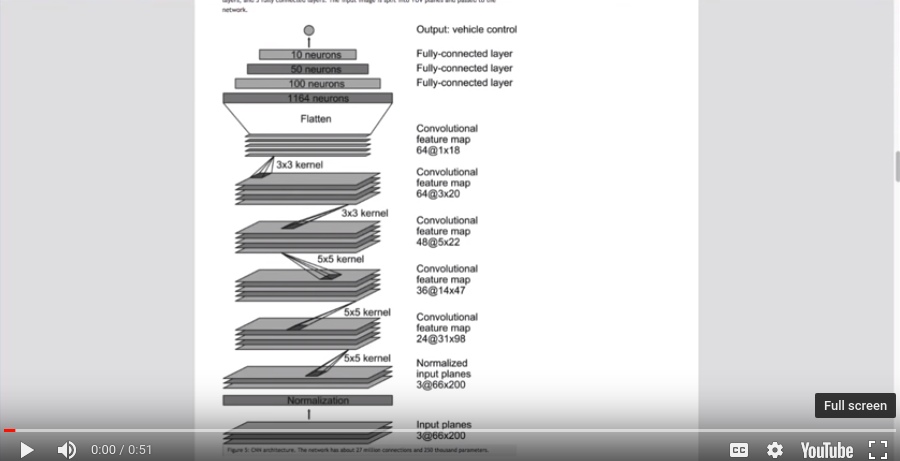 layers, and 3 fully connected layers. The input image is split into YUV planes and passed to the
network.
Output: vehicle control
10 neurons
Fully-connected layer
50 neurons
Fully-connected layer
100 neurons
Fully-connected layer
1164 neurons
Flatten
Convolutional
feature map
64@1x18
3x3 kernel
Convolutional
feature map
64@3x20
3x3 kernel
Convolutional
feature map
48@5x22
5x5 kernel
Convolutional
feature map
36@14x47
5x5 kernel
Convolutional
feature map
24@31x98
5x5 kernel
Normalized
input planes
3@66x200
Normalization
Input planes
3@66x200
Figure 5: CNN architecture. The network has about 27 million connections and 250 thousand parameters.
Full screen
0:00 / 0:51
CC
YouTube